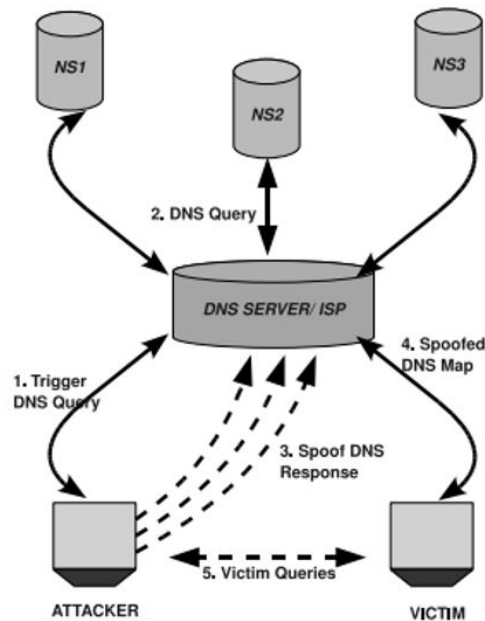 NS1
NS2
NS3
2. DNS Query
DNS SERVER/ ISP
1. Trigger
DNS Query
4. Spoofed
DNS Map
3. Spoof DNS
Response
5. Victim Queries
ATTACKER
VICTIM